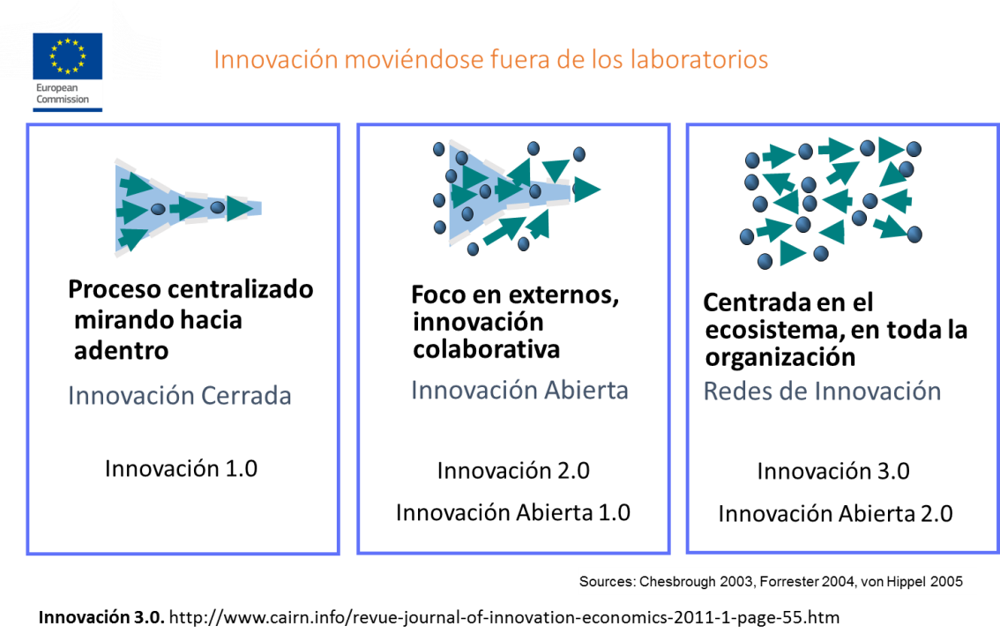 Innovación moviéndose fuera de los laboratorios
European
Commission
Proceso centralizado
mirando hacia
adentro
Innovación Cerrada
Innovación 1.0
Foco en externos,
innovación
colaborativa
Innovación Abierta
Innovación 2.0
Innovación Abierta 1.0
Centrada en el
ecosistema, en toda la
organización
Redes de Innovación
Innovación 3.0
Innovación Abierta 2.0
Sources: Chesbrough 2003, Forrester 2004, von Hippel 2005
Innovación 3.0. http://www.cairn.info/revue-journal-of-innovation-economics-2011-1-page-55.htm